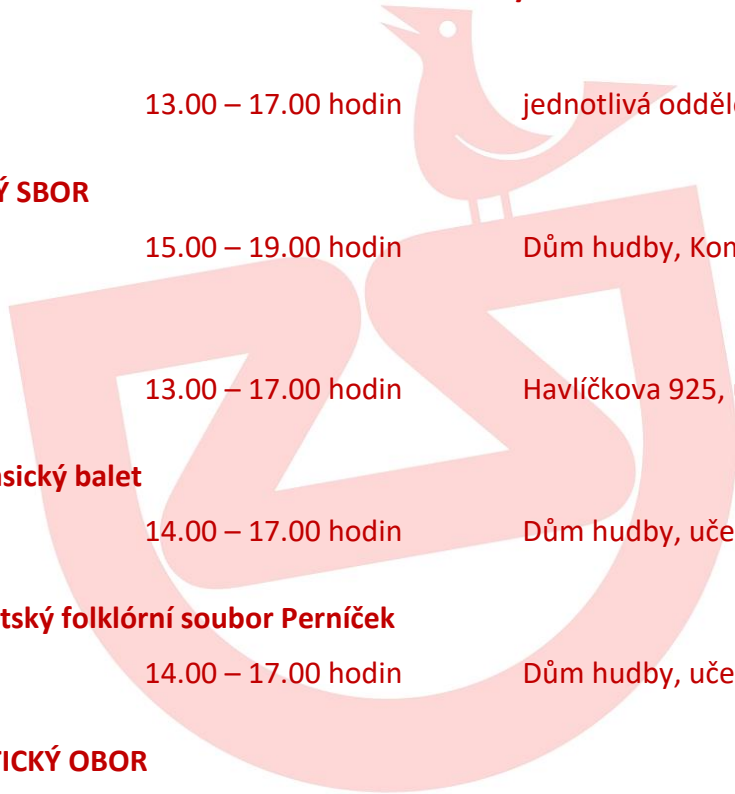 13.00 – 17.00 hodin jednotlivá odděl
Ý SBOR
15.00 – 19.00 hodin Dům hudby, Kon
13.00 – 17.00 hodin Havlíčkova 925,
sický balet
14.00 – 17.00 hodin Dům hudby, uče
tský folklórní soubor Perníček
14.00 – 17.00 hodin Dům hudby, uče
TICKÝ OBOR